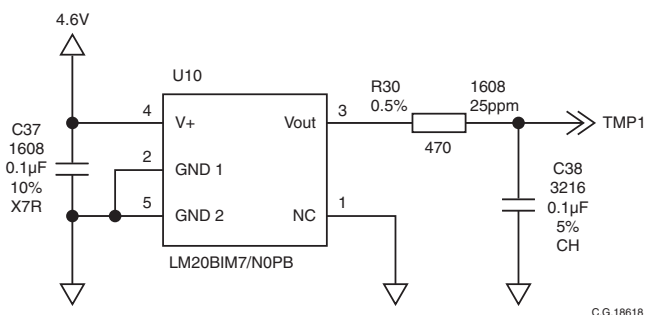 4.6V
U10
R30
0.5%
1608
25ppm
470
4
V+
Vout
3
TMP1
C37
1608
0.1µF
10%
X7R
2
GND 1
5
GND 2
NC
1
C38
3216
0.1µF
5%
CH
LM20BIM7/N0PB
C.G.18618